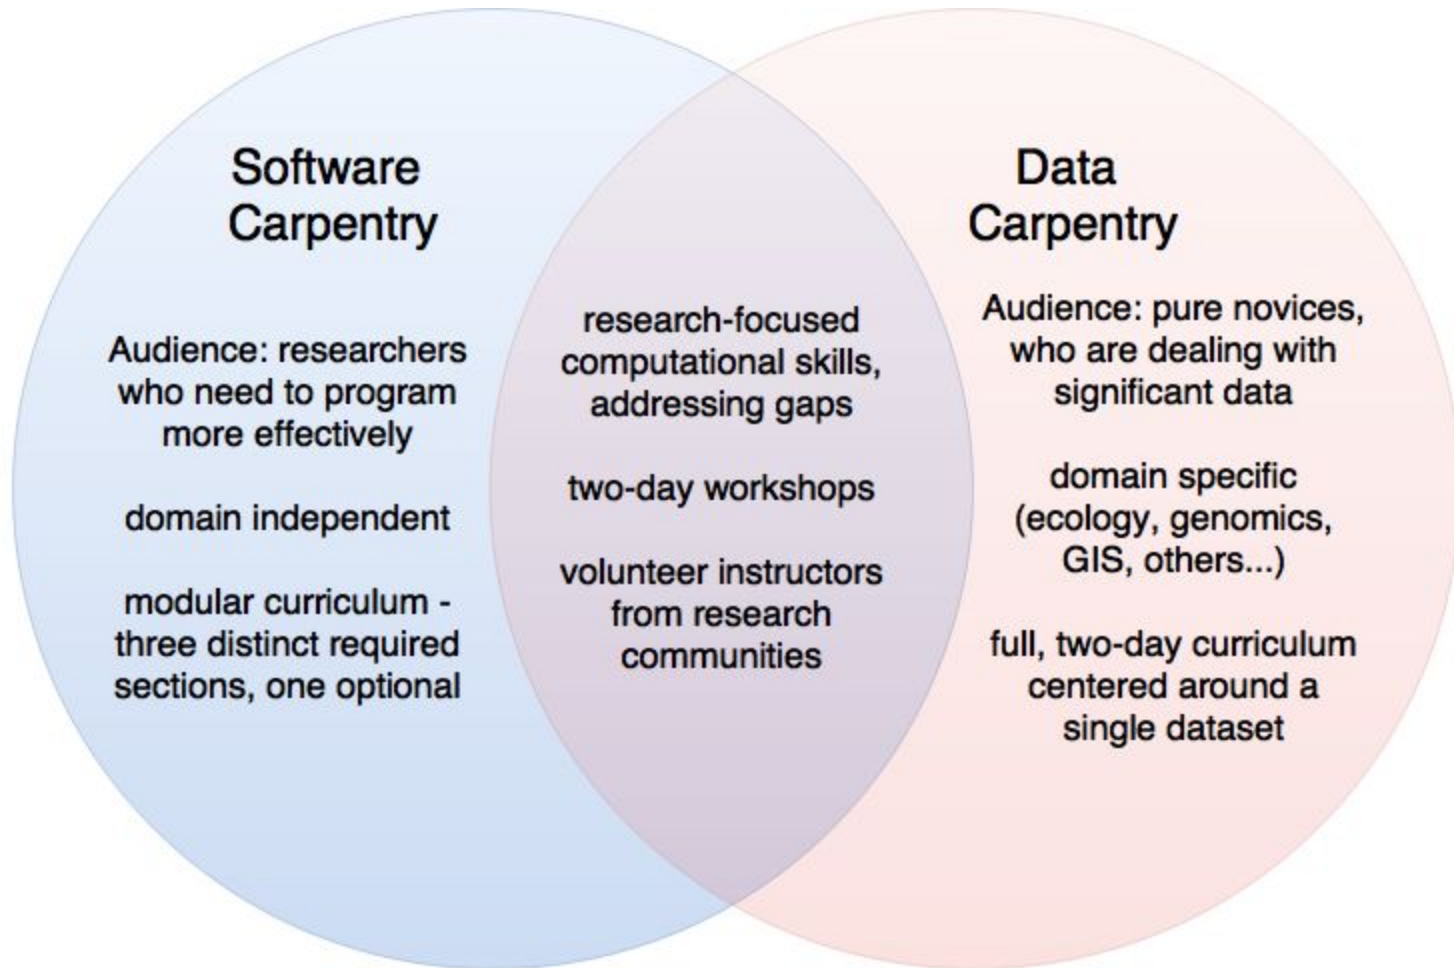 Software
Carpentry
Audience: researchers
who need to program
more effectively
domain independent
modular curriculum -
three distinct required
sections, one optional
research-focused
computational skills,
addressing gaps
two-day workshops
volunteer instructors
from research
communities
Data
Carpentry
Audience: pure novices,
who are dealing with
significant data
domain specific
(ecology, genomics,
GIS, others...)
full, two-day curriculum
centered around a
single dataset